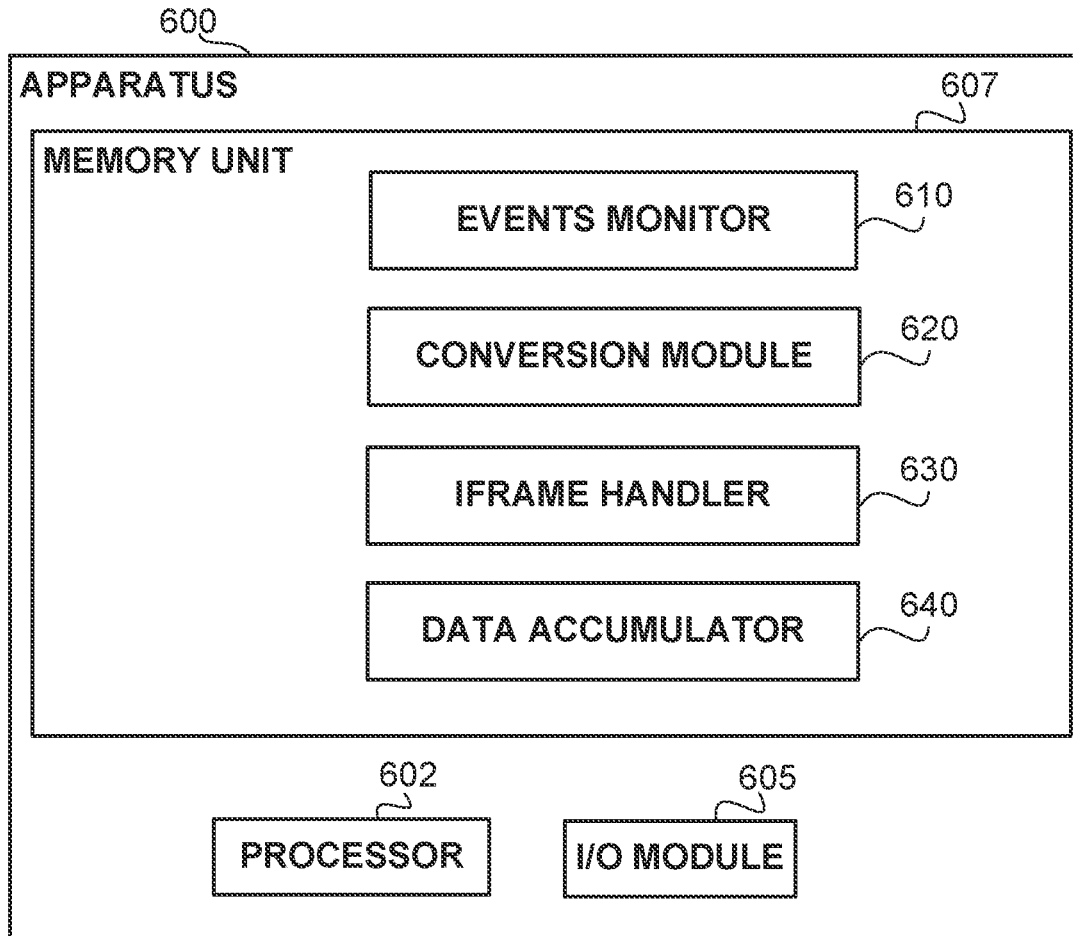 600
APPARATUS
607
MEMORY UNIT
EVENTS MONITOR
610
CONVERSION MODULE
620
IFRAME HANDLER
630
DATA ACCUMULATOR
640
602
605
PROCESSOR
I/O MODULE